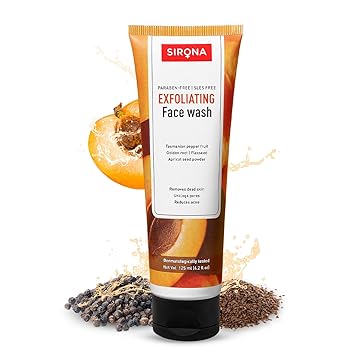 SIRONA
PARABEN-FREE | SLES FREE
EXFOLIATING
Face wash
Tasmanian pepper fruit
Golden root | Flaxseed
Apricot seed powder
Removes dead skin
Unclogs pores
Reduces acne
Dermatologically tested
Net Vol. 125 ml (4.2 fl oz)